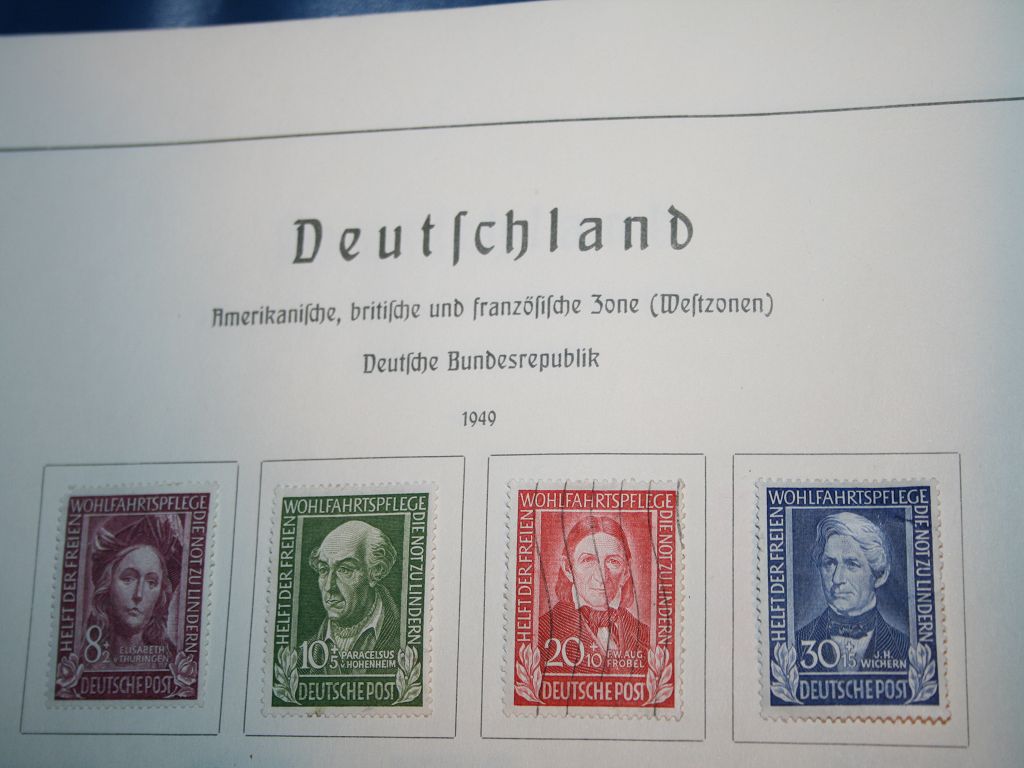 Deutſchland
Amerikaniſche, britiſche und franzöſiſche Zone (Weſtzonen)
Deutſche Bundesrepublik
1949
HELFT DER FREIEN
WOHLFAHRTSPFLEGE
DIE NOT ZU LINDERN
8+2
ELISABETH
v. THÜRINGEN
DEUTSCHE POST
HELFT DER FREIEN
WOHLFAHRTSPFLEGE
DIE NOT ZU LINDERN
10+5
PARACELSUS
v. HOHENHEIM
DEUTSCHE POST
HELFT DER FREIEN
WOHLFAHRTSPFLEGE
DIE NOT ZU LINDERN
20+10
F.W. AUG.
FRÖBEL
DEUTSCHE POST
HELFT DER FREIEN
WOHLFAHRTSPFLEGE
DIE NOT ZU LINDERN
30+15
J.H.
WICHERN
DEUTSCHE POST